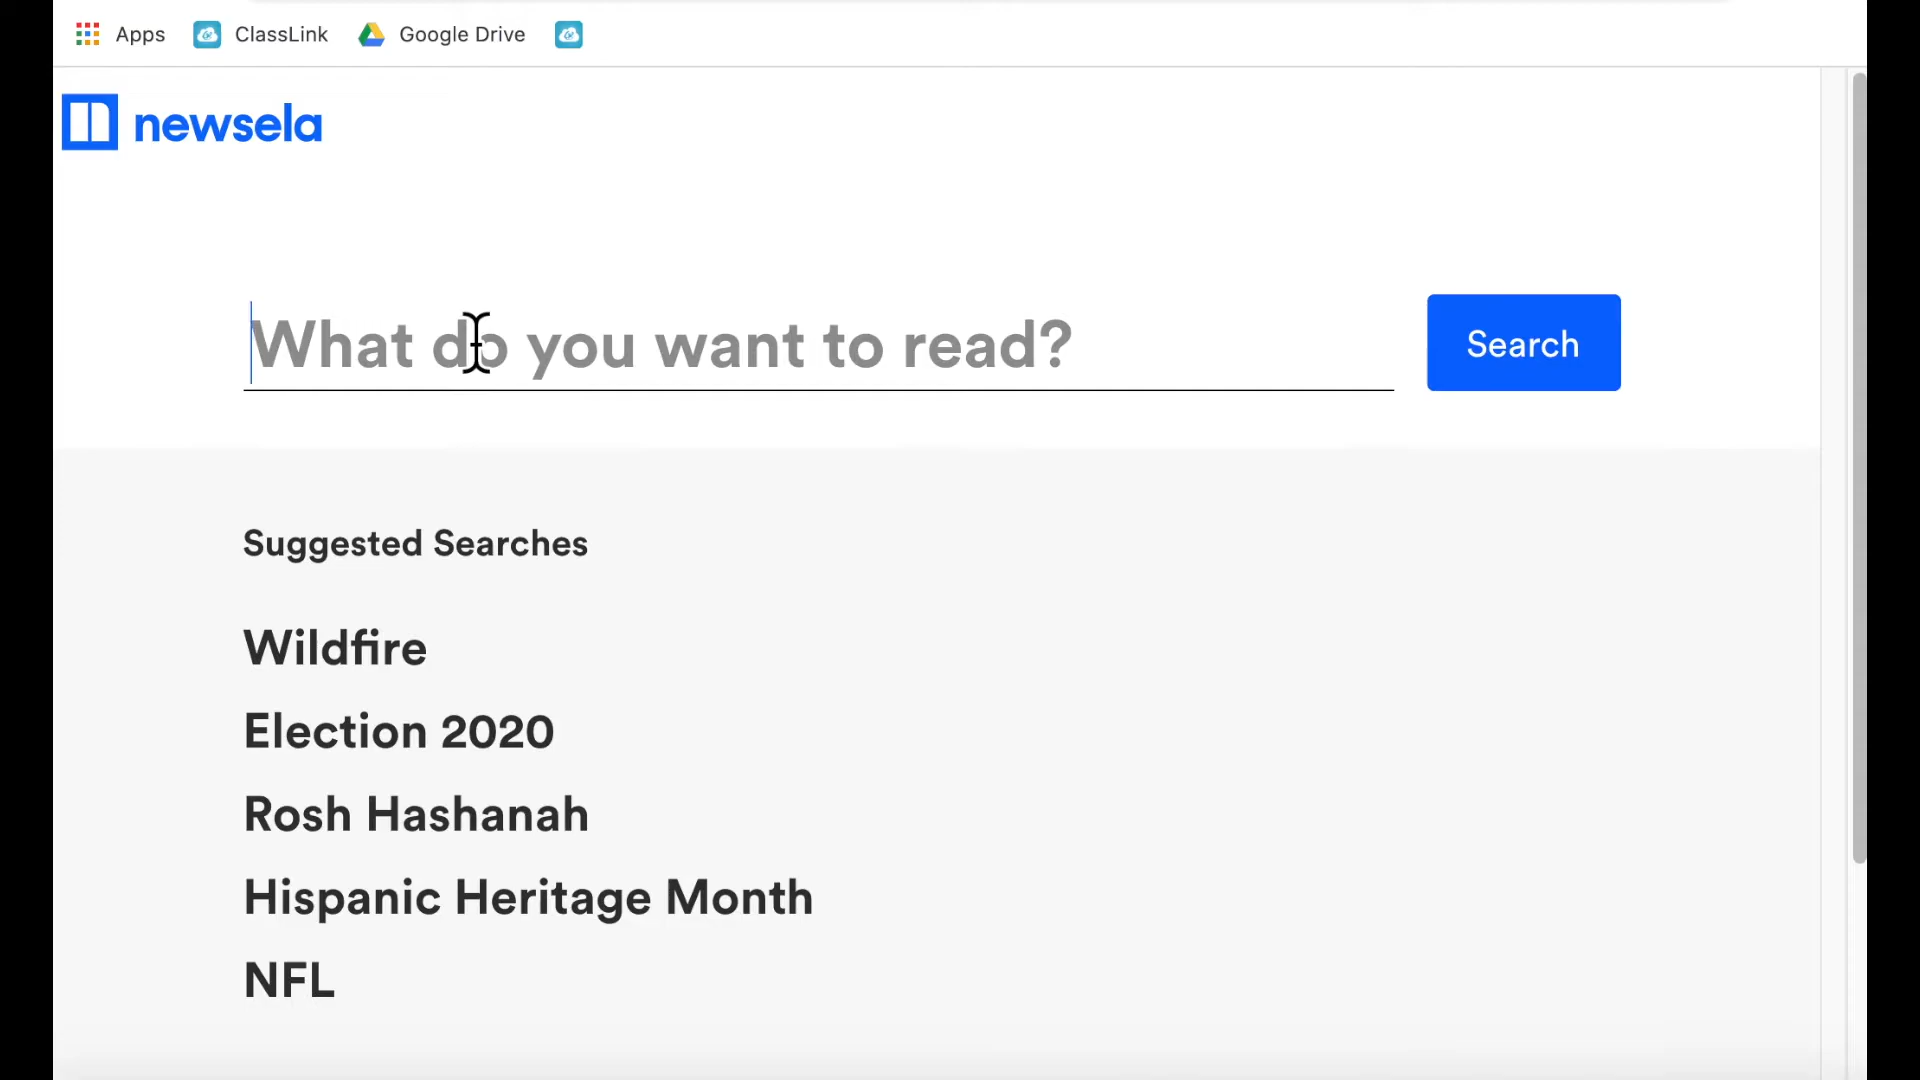 Apps ClassLink Google Drive
newsela
What do you want to read? Search
Suggested Searches
Wildfire
Election 2020
Rosh Hashanah
Hispanic Heritage Month
NFL